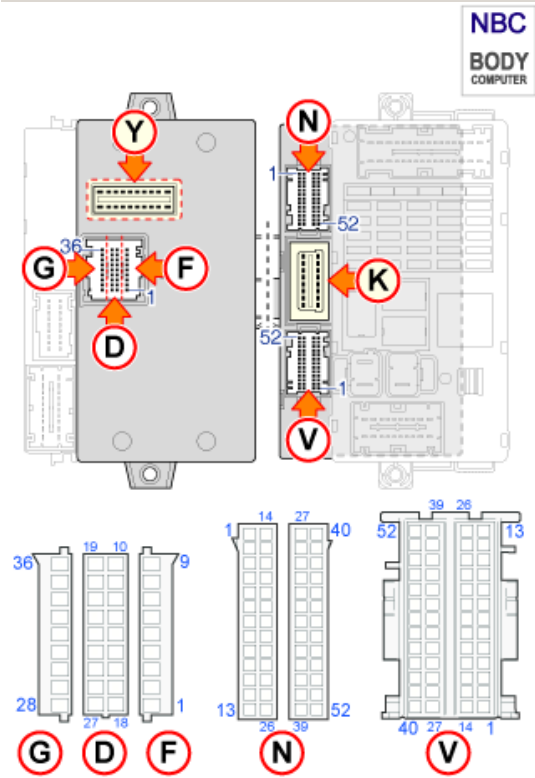 NBC
BODY
COMPUTER
Y
N
1
52
36
G
F
K
1
D
52
1
V
14 27
39 26
1 40
52 13
19 10
36 9
28 1
27 18
13 52
26 39
40 27 14 1
G D F N V